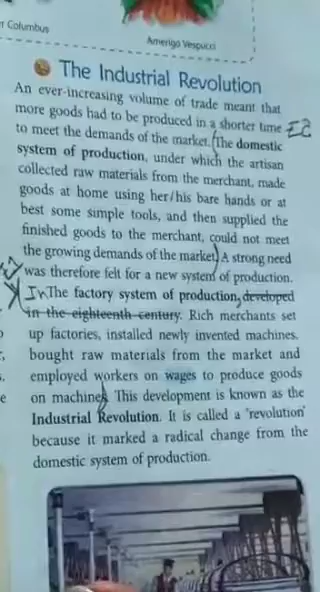 r Columbus
Amerigo Vespucci
The Industrial Revolution
An ever-increasing volume of trade meant that
more goods had to be produced in a shorter time
to meet the demands of the market. The domestic
system of production, under which the artisan
collected raw materials from the merchant, made
goods at home using her/his bare hands or at
best some simple tools, and then supplied the
finished goods to the merchant, could not meet
the growing demands of the market. A strong need
was therefore felt for a new system of production.
In The factory system of production, developed
in the eighteenth century. Rich merchants set
up factories, installed newly invented machines,
bought raw materials from the market and
employed workers on wages to produce goods
on machines. This development is known as the
Industrial Revolution. It is called a 'revolution'
because it marked a radical change from the
domestic system of production.